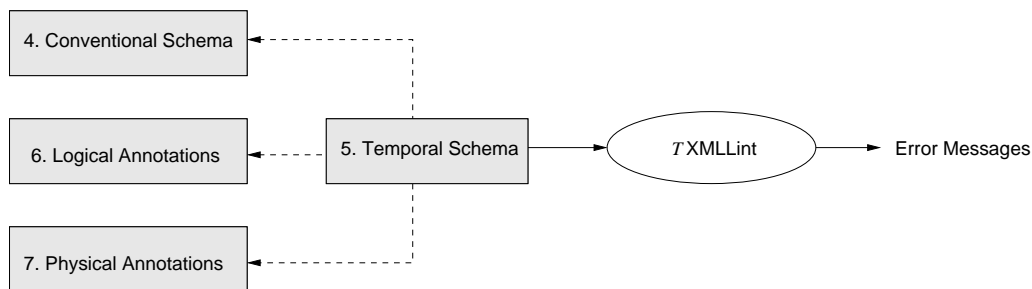 4. Conventional Schema
6. Logical Annotations
5. Temporal Schema
τXMLLint
Error Messages
7. Physical Annotations